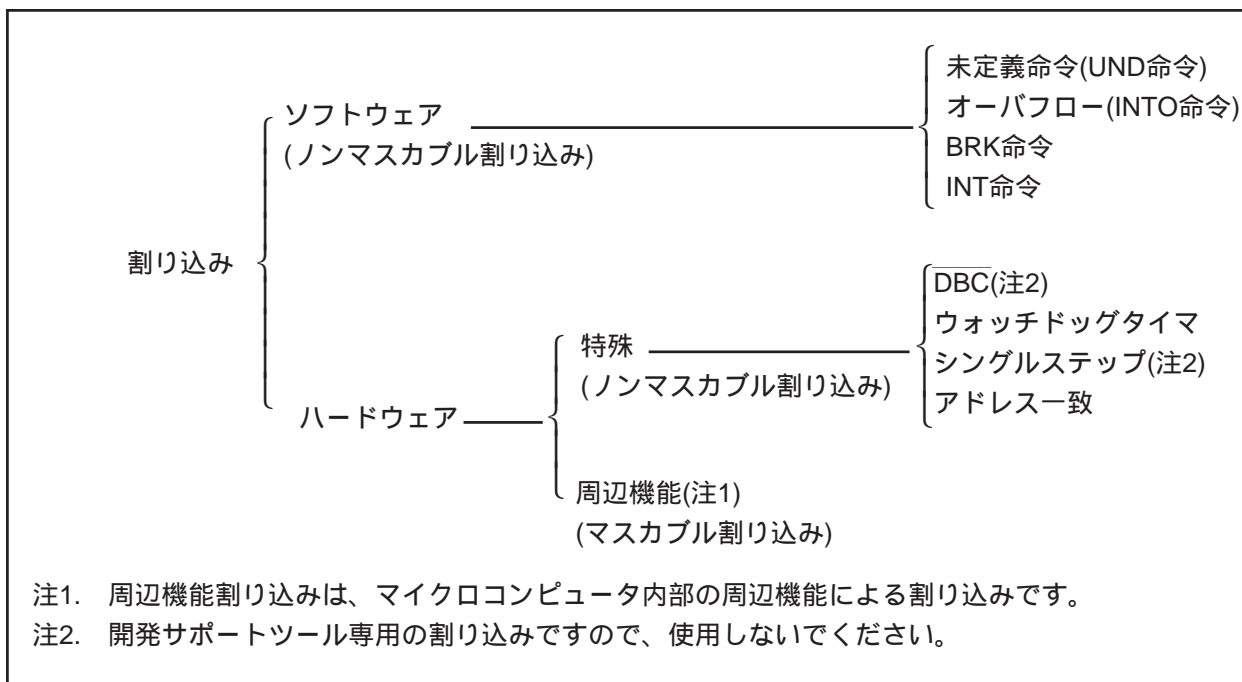 割り込み
ソフトウェア
(ノンマスカブル割り込み)
未定義命令(UND命令)
オーバフロー(INTO命令)
BRK命令
INT命令
ハードウェア
特殊
(ノンマスカブル割り込み)
DBC(注2)
ウォッチドッグタイマ
シングルステップ(注2)
アドレス一致
周辺機能(注1)
(マスカブル割り込み)
注1. 周辺機能割り込みは、マイクロコンピュータ内部の周辺機能による割り込みです。
注2. 開発サポートツール専用の割り込みですので、使用しないでください。